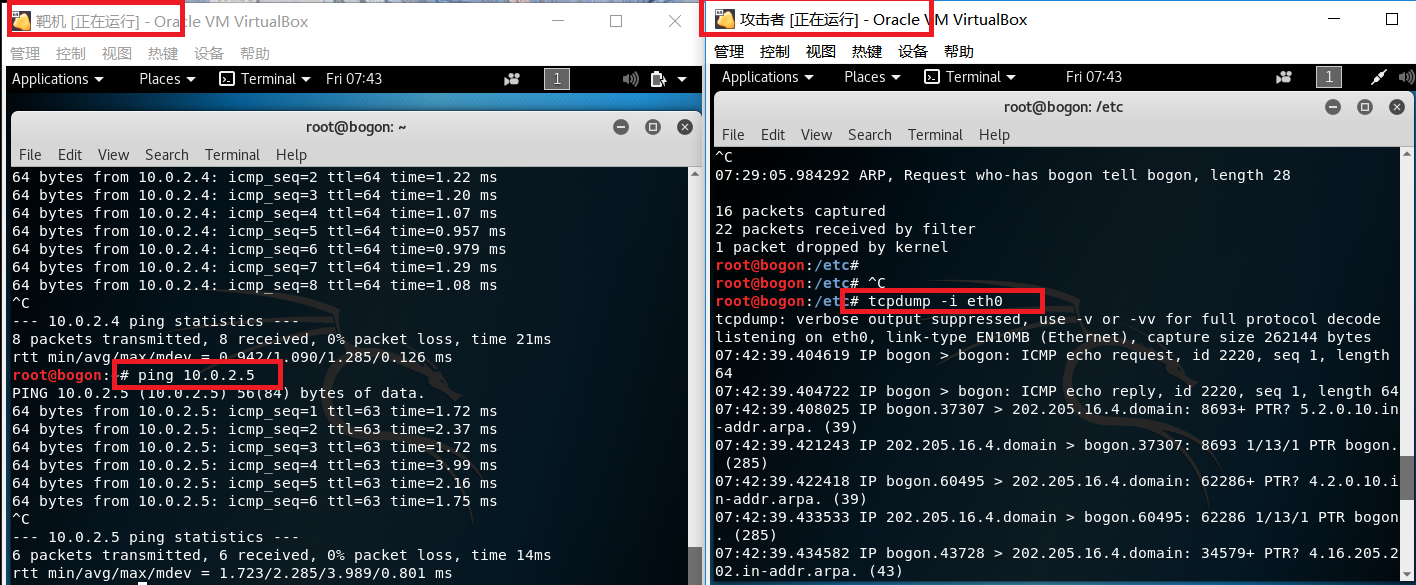 靶机 [正在运行] - Oracle VM VirtualBox
管理 控制 视图 热键 设备 帮助
Applications Places Terminal Fri 07:43 1
root@bogon: ~
File Edit View Search Terminal Help
64 bytes from 10.0.2.4: icmp_seq=2 ttl=64 time=1.22 ms
64 bytes from 10.0.2.4: icmp_seq=3 ttl=64 time=1.20 ms
64 bytes from 10.0.2.4: icmp_seq=4 ttl=64 time=1.07 ms
64 bytes from 10.0.2.4: icmp_seq=5 ttl=64 time=0.957 ms
64 bytes from 10.0.2.4: icmp_seq=6 ttl=64 time=0.979 ms
64 bytes from 10.0.2.4: icmp_seq=7 ttl=64 time=1.29 ms
64 bytes from 10.0.2.4: icmp_seq=8 ttl=64 time=1.08 ms
^C
--- 10.0.2.4 ping statistics ---
8 packets transmitted, 8 received, 0% packet loss, time 21ms
rtt min/avg/max/mdev = 0.942/1.090/1.285/0.126 ms
root@bogon:~# ping 10.0.2.5
PING 10.0.2.5 (10.0.2.5) 56(84) bytes of data.
64 bytes from 10.0.2.5: icmp_seq=1 ttl=63 time=1.72 ms
64 bytes from 10.0.2.5: icmp_seq=2 ttl=63 time=2.37 ms
64 bytes from 10.0.2.5: icmp_seq=3 ttl=63 time=1.72 ms
64 bytes from 10.0.2.5: icmp_seq=4 ttl=63 time=3.99 ms
64 bytes from 10.0.2.5: icmp_seq=5 ttl=63 time=2.16 ms
64 bytes from 10.0.2.5: icmp_seq=6 ttl=63 time=1.75 ms
^C
--- 10.0.2.5 ping statistics ---
6 packets transmitted, 6 received, 0% packet loss, time 14ms
rtt min/avg/max/mdev = 1.723/2.285/3.989/0.801 ms
攻击者 [正在运行] - Oracle VM VirtualBox
管理 控制 视图 热键 设备 帮助
Applications Places Terminal Fri 07:43 1
root@bogon: /etc
File Edit View Search Terminal Help
^C
07:29:05.984292 ARP, Request who-has bogon tell bogon, length 28
16 packets captured
22 packets received by filter
1 packet dropped by kernel
root@bogon:/etc#
root@bogon:/etc# ^C
root@bogon:/etc# tcpdump -i eth0
tcpdump: verbose output suppressed, use -v or -vv for full protocol decode
listening on eth0, link-type EN10MB (Ethernet), capture size 262144 bytes
07:42:39.404619 IP bogon > bogon: ICMP echo request, id 2220, seq 1, length
64
07:42:39.404722 IP bogon > bogon: ICMP echo reply, id 2220, seq 1, length 64
07:42:39.408025 IP bogon.37307 > 202.205.16.4.domain: 8693+ PTR? 5.2.0.10.in
-addr.arpa. (39)
07:42:39.421243 IP 202.205.16.4.domain > bogon.37307: 8693 1/13/1 PTR bogon.
(285)
07:42:39.422418 IP bogon.60495 > 202.205.16.4.domain: 62286+ PTR? 4.2.0.10.i
n-addr.arpa. (39)
07:42:39.433533 IP 202.205.16.4.domain > bogon.60495: 62286 1/13/1 PTR bogon
. (285)
07:42:39.434582 IP bogon.43728 > 202.205.16.4.domain: 34579+ PTR? 4.16.205.2
02.in-addr.arpa. (43)